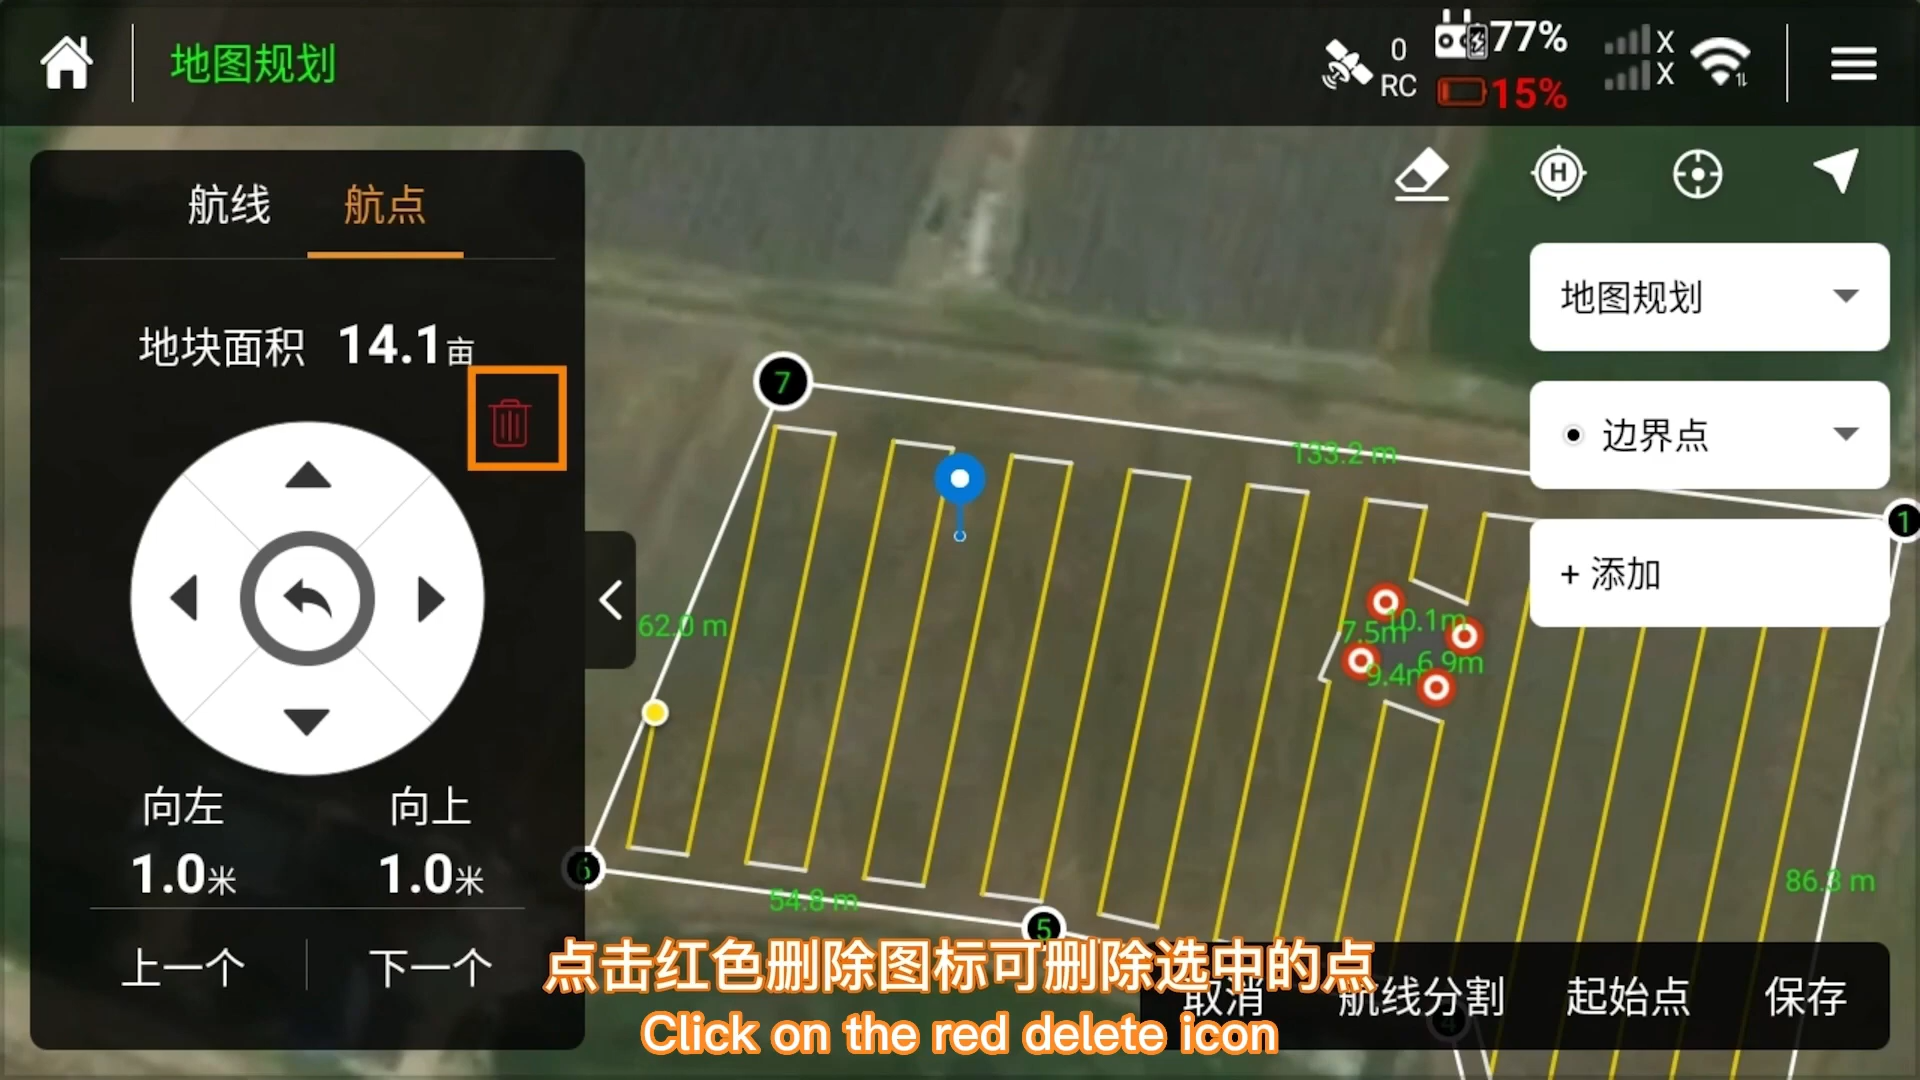 地图规划
0
RC
77%
15%
X
X
航线 航点
地块面积 14.1亩
向左 向上
1.0米 1.0米
上一个 下一个
H
地图规划
边界点
+ 添加
7
133.2 m
1
62.0 m
10.1m
7.5m
6.9m
9.4m
86.3 m
6
54.8 m
5
4
取消 航线分割 起始点 保存
点击红色删除图标可删除选中的点
Click on the red delete icon